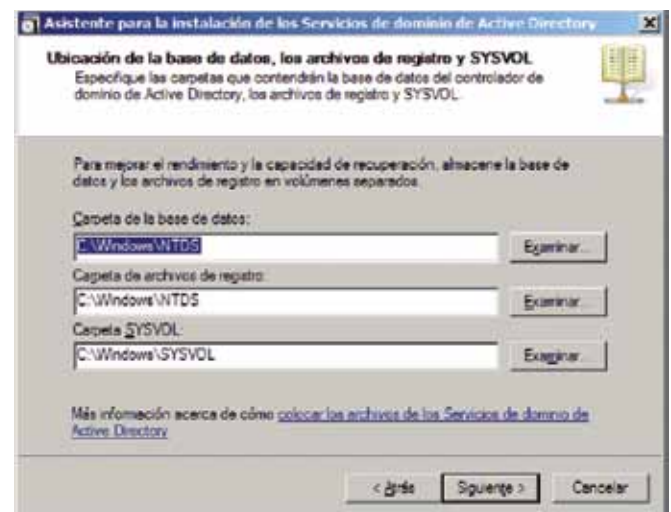 Asistente para la instalación de los Servicios de dominio de Active Directory
Ubicación de la base de datos, los archivos de registro y SYSVOL
Especifique las carpetas que contendrán la base de datos del controlador de
dominio de Active Directory, los archivos de registro y SYSVOL.
Para mejorar el rendimiento y la capacidad de recuperación, almacene la base de
datos y los archivos de registro en volúmenes separados.
Carpeta de la base de datos:
C:\Windows\NTDS
Examinar...
Carpeta de archivos de registro:
C:\Windows\NTDS
Examinar...
Carpeta SYSVOL:
C:\Windows\SYSVOL
Examinar...
Más información acerca de cómo colocar los archivos de los Servicios de dominio de
Active Directory
< Atrás
Siguiente >
Cancelar